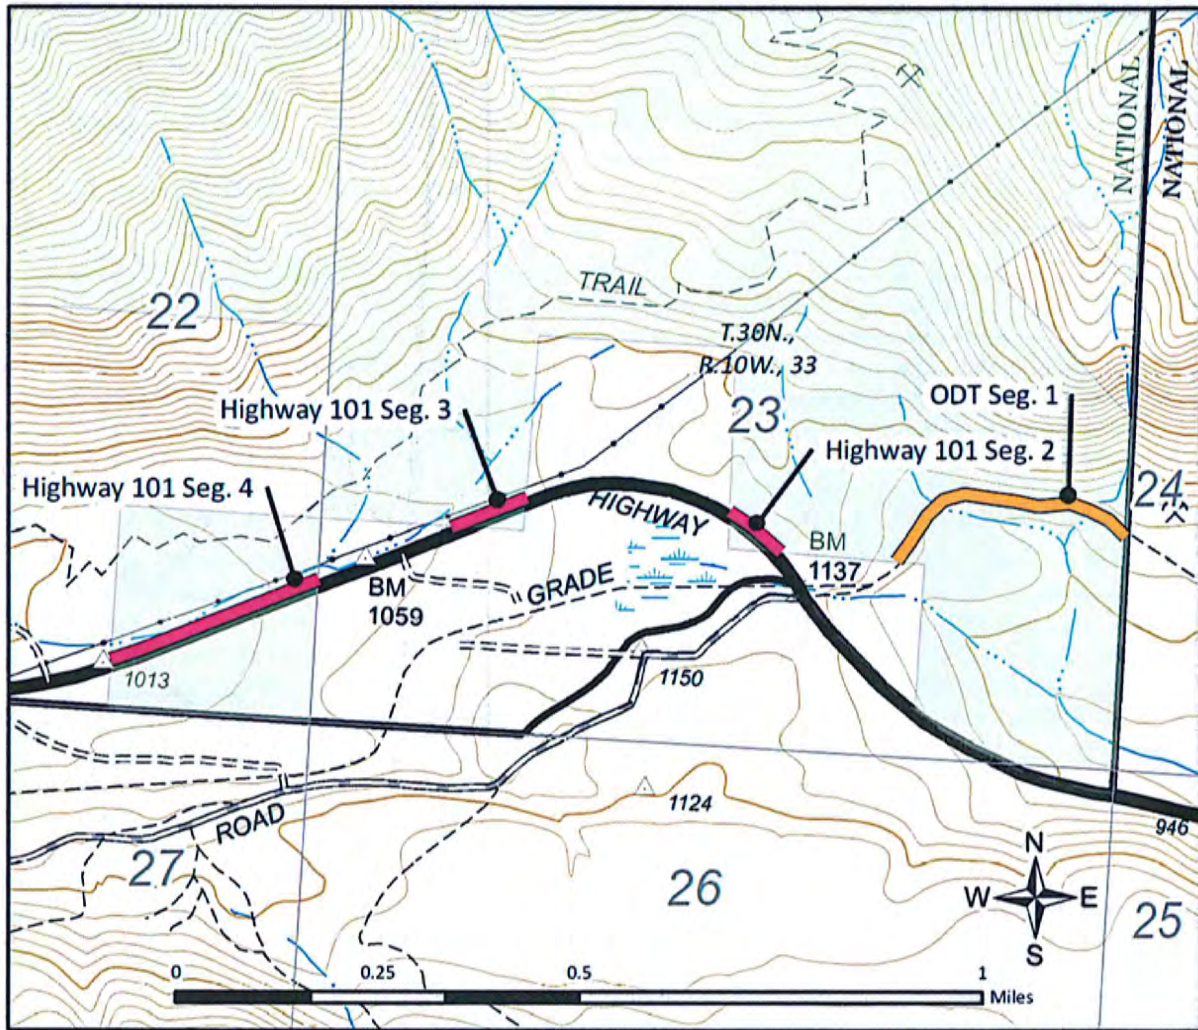 NATIONAL
NATIONAL
TRAIL
22
T.30N.,
R.10W., 33
23
ODT Seg. 1
Highway 101 Seg. 3
Highway 101 Seg. 2
Highway 101 Seg. 4
24
HIGHWAY
BM
1137
BM
1059
GRADE
1013
1150
1124
ROAD
946
27
26
25
N
W E
S
0 0.25 0.5 1
Miles